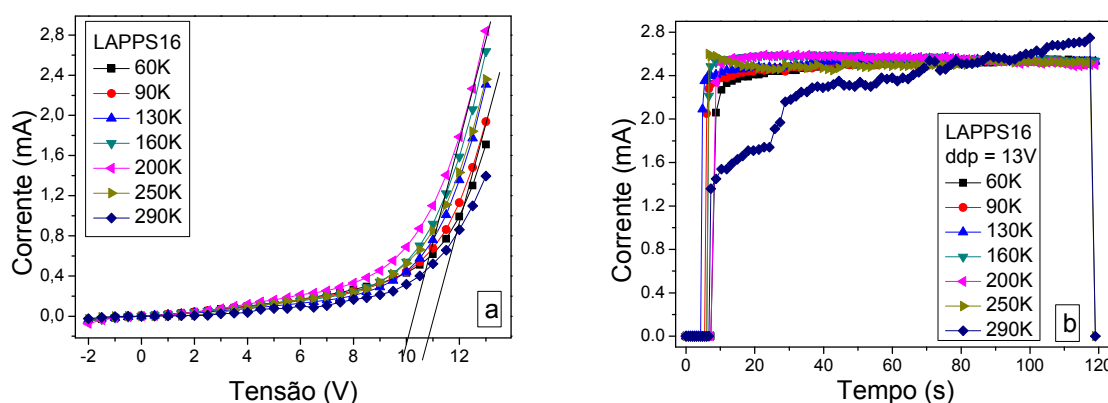 2,8
2,4
2,0
1,6
1,2
0,8
0,4
0,0
Corrente (mA)
LAPPS16
60K
90K
130K
160K
200K
250K
290K
a
-2 0 2 4 6 8 10 12
Tensão (V)
2.8
2.4
2.0
1.6
1.2
0.8
0.4
0.0
Corrente (mA)
LAPPS16
ddp = 13V
60K
90K
130K
160K
200K
250K
290K
b
0 20 40 60 80 100 120
Tempo (s)